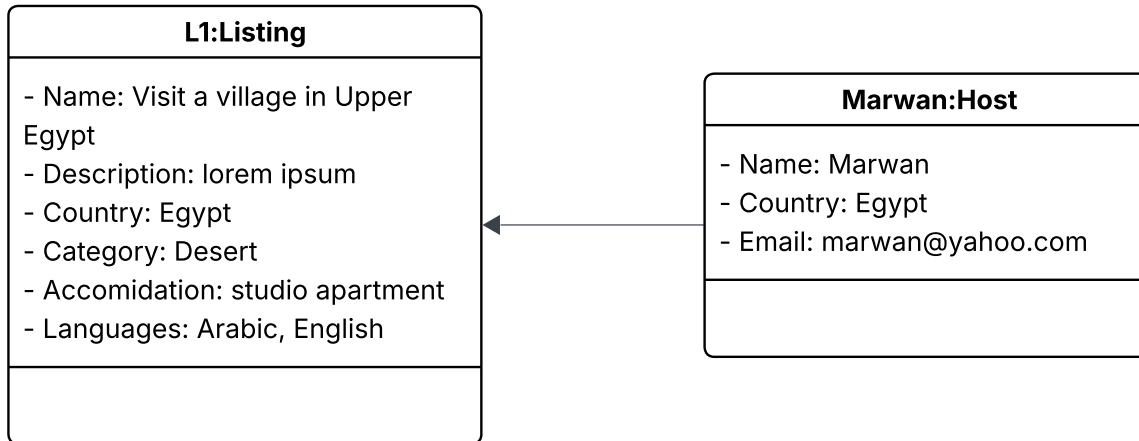 L1:Listing
- Name: Visit a village in Upper
Egypt
- Description: lorem ipsum
- Country: Egypt
- Category: Desert
- Accomidation: studio apartment
- Languages: Arabic, English
Marwan:Host
- Name: Marwan
- Country: Egypt
- Email: marwan@yahoo.com